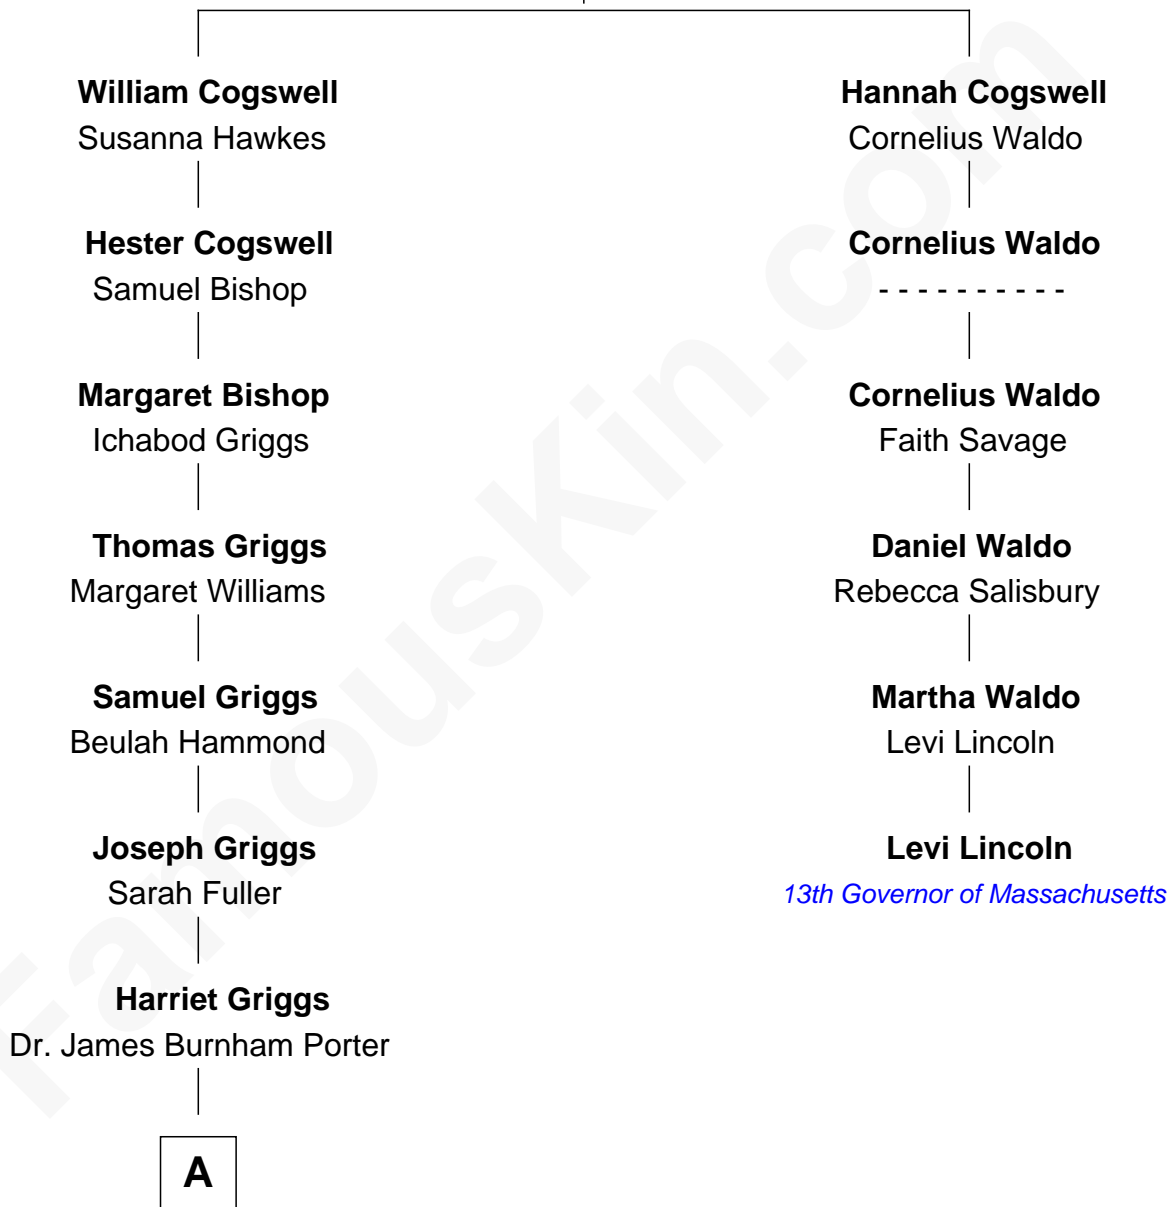 William Cogswell
Susanna Hawkes
Hester Cogswell
Samuel Bishop
Margaret Bishop
Ichabod Griggs
Thomas Griggs
Margaret Williams
Samuel Griggs
Beulah Hammond
Joseph Griggs
Sarah Fuller
Harriet Griggs
Dr. James Burnham Porter
A
Hannah Cogswell
Cornelius Waldo
Cornelius Waldo
- - - - - - - - - -
Cornelius Waldo
Faith Savage
Daniel Waldo
Rebecca Salisbury
Martha Waldo
Levi Lincoln
Levi Lincoln
13th Governor of Massachusetts
FamousKin.com